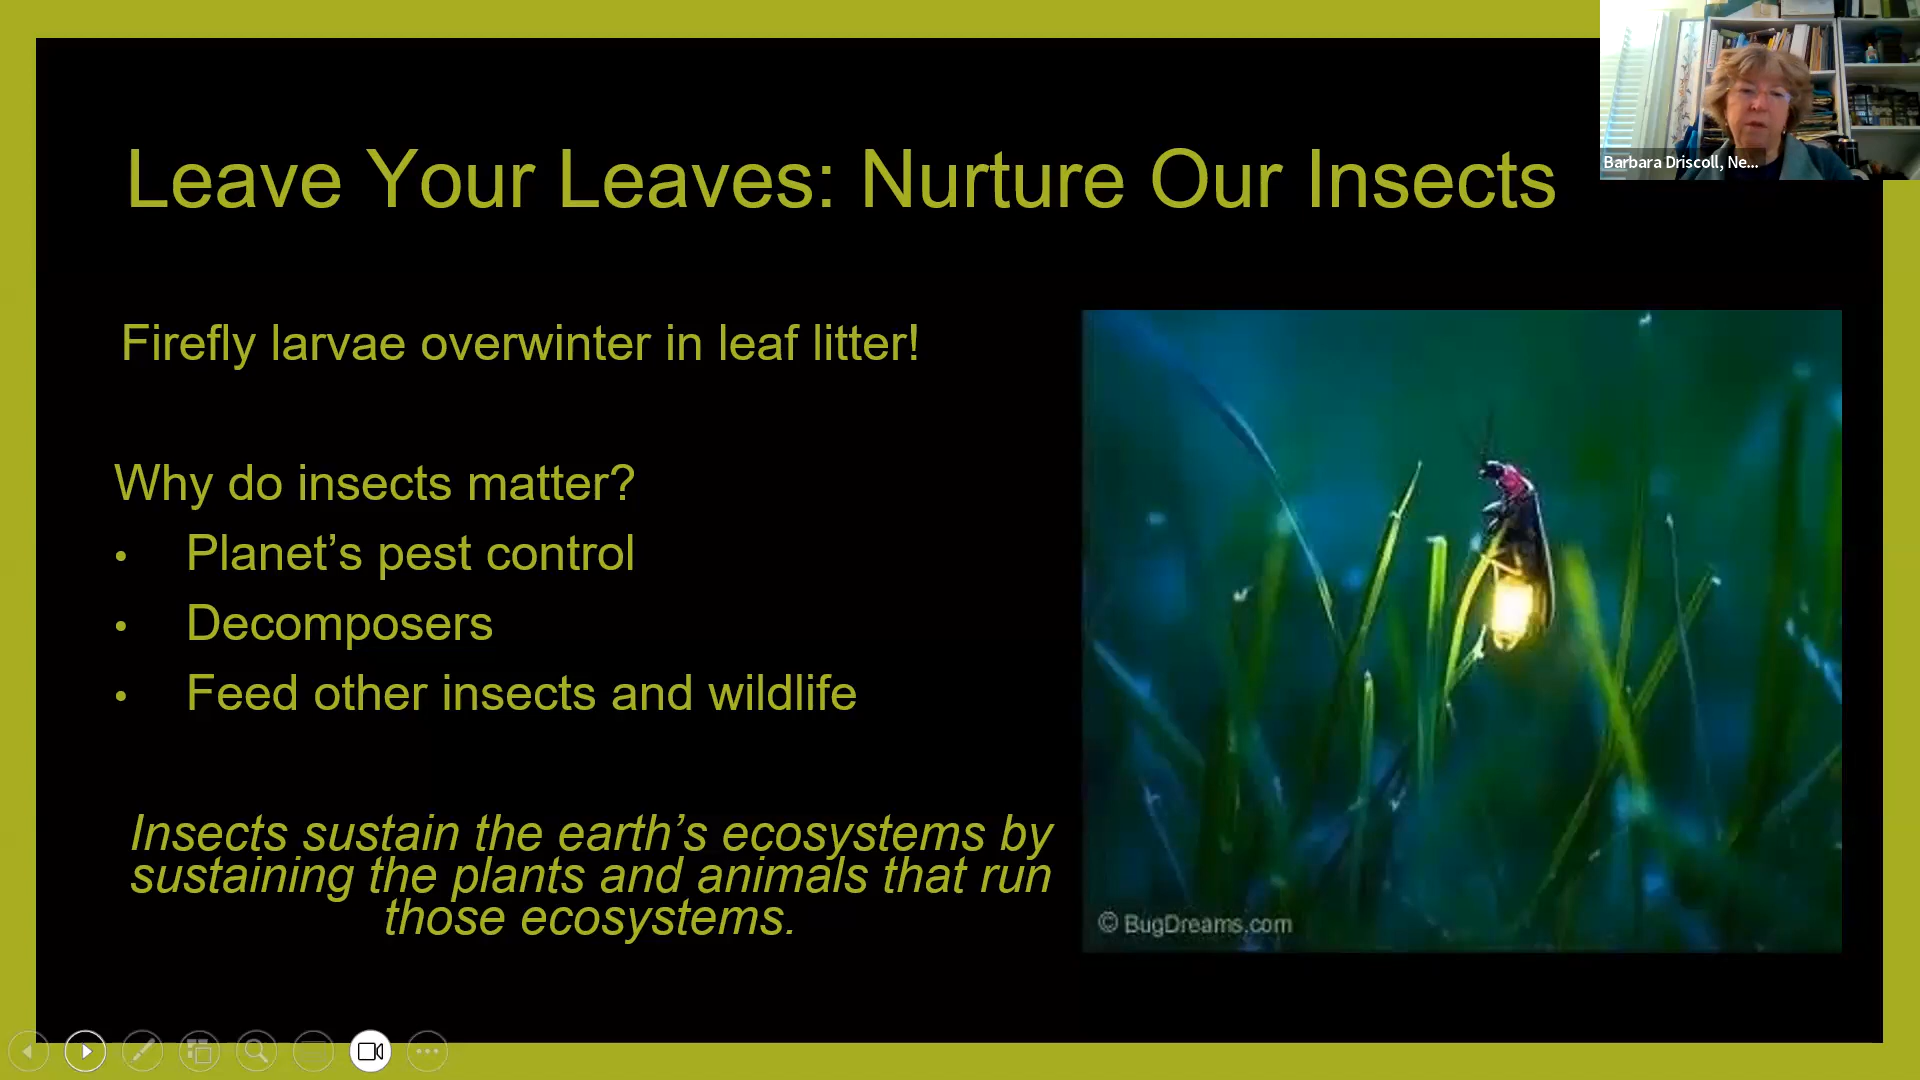 Leave Your Leaves: Nurture Our Insects
Barbara Driscoll, Ne...
Firefly larvae overwinter in leaf litter!
Why do insects matter?
• Planet’s pest control
• Decomposers
• Feed other insects and wildlife
Insects sustain the earth’s ecosystems by
sustaining the plants and animals that run
those ecosystems.
© BugDreams.com